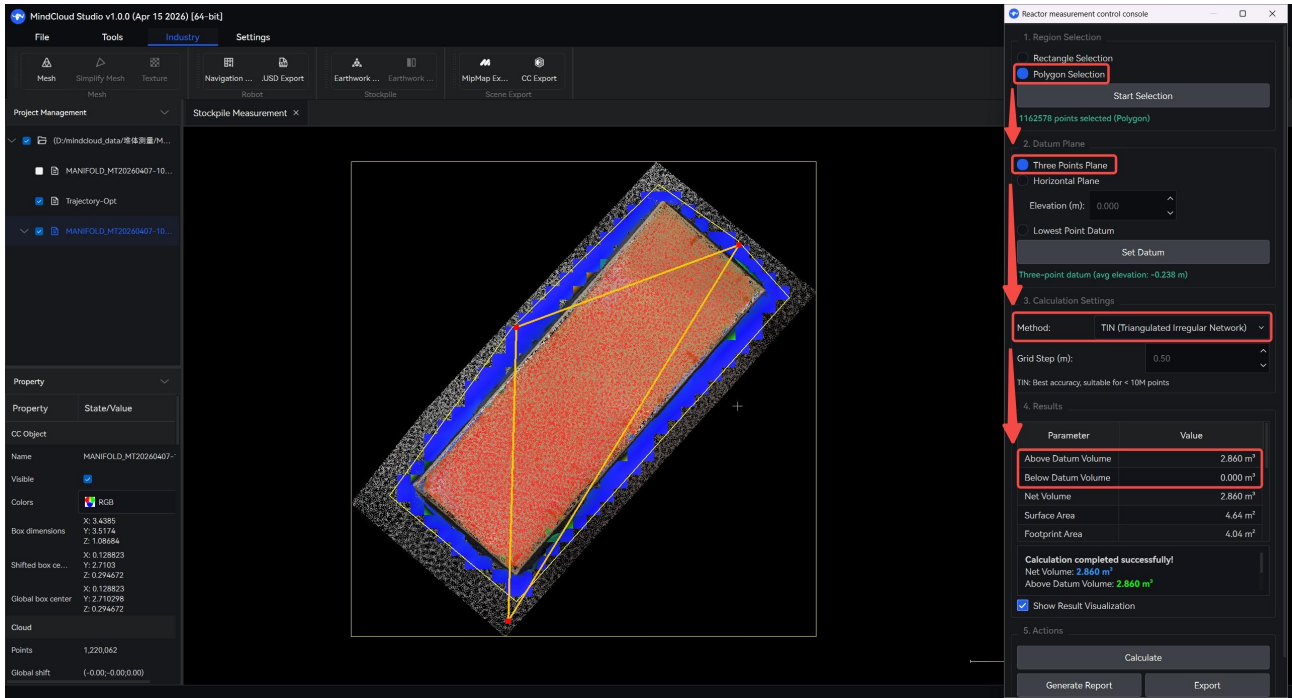 MindCloud Studio v1.0.0 (Apr 15 2026) [64-bit]
File Tools Industry Settings
Mesh Simplify Mesh Texture
Mesh
Navigation ... .USD Export
Robot
Earthwork ... Earthwork ...
Stockpile
MipMap Ex... CC Export
Scene Export
Project Management
Stockpile Measurement ×
(D:/mindcloud_data/堆体测量/M...
MANIFOLD_MT20260407-10...
Trajectory-Opt
MANIFOLD_MT20260407-10...
Property
Property State/Value
CC Object
Name MANIFOLD_MT20260407-1
Visible
Colors RGB
Box dimensions
X: 3.4385
Y: 3.5174
Z: 1.08684
Shifted box ce...
X: 0.128823
Y: 2.7103
Z: 0.294672
Global box center
X: 0.128823
Y: 2.710298
Z: 0.294672
Cloud
Points 1,220,062
Global shift (-0.00;-0.00;0.00)
Reactor measurement control console
1. Region Selection
Rectangle Selection
Polygon Selection
Start Selection
1162578 points selected (Polygon)
2. Datum Plane
Three Points Plane
Horizontal Plane
Elevation (m): 0.000
Lowest Point Datum
Set Datum
Three-point datum (avg elevation: -0.238 m)
3. Calculation Settings
Method: TIN (Triangulated Irregular Network)
Grid Step (m): 0.50
TIN: Best accuracy, suitable for < 10M points
4. Results
Parameter Value
Above Datum Volume 2.860 m³
Below Datum Volume 0.000 m³
Net Volume 2.860 m³
Surface Area 4.64 m²
Footprint Area 4.04 m²
Calculation completed successfully!
Net Volume: 2.860 m³
Above Datum Volume: 2.860 m³
Show Result Visualization
5. Actions
Calculate
Generate Report Export